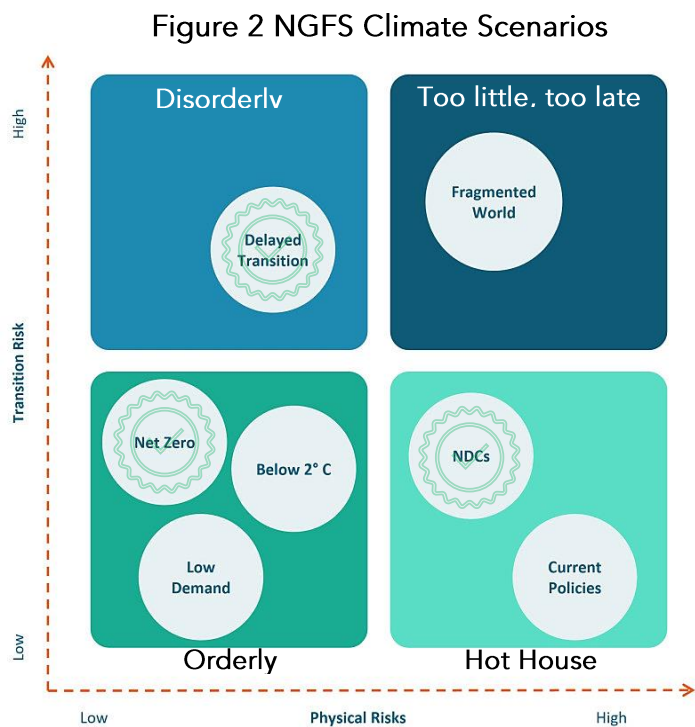 Figure 2 NGFS Climate Scenarios
High
Disorderly
Too little, too late
Delayed
Transition
Fragmented
World
Transition Risk
Net Zero
Below 2° C
Low
Demand
NDCs
Current
Policies
Low
Orderly
Hot House
Low
Physical Risks
High